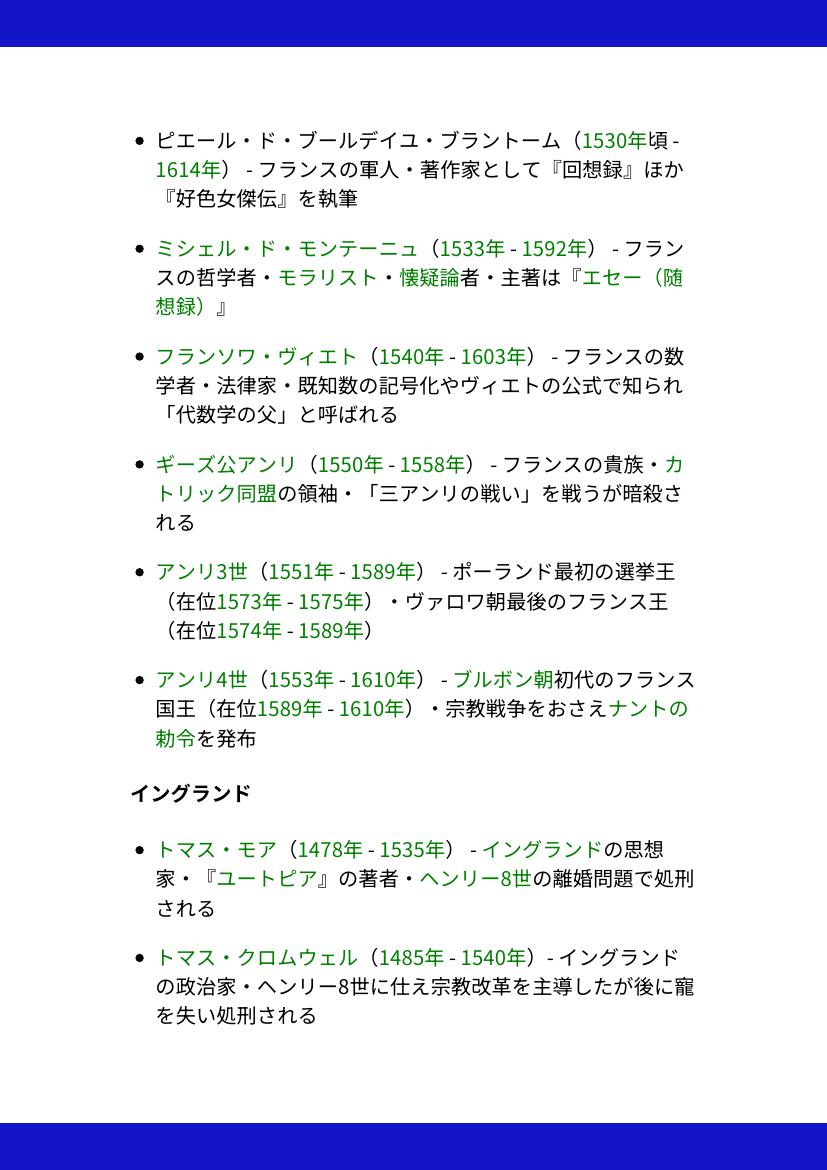 • ピエール・ド・ブールデイユ・ブラントーム（1530年頃 -
1614年） - フランスの軍人・著作家として『回想録』ほか
『好色女傑伝』を執筆
• ミシェル・ド・モンテーニュ（1533年 - 1592年） - フラン
スの哲学者・モラリスト・懐疑論者・主著は『エセー（随
想録）』
• フランソワ・ヴィエト（1540年 - 1603年） - フランスの数
学者・法律家・既知数の記号化やヴィエトの公式で知られ
「代数学の父」と呼ばれる
• ギーズ公アンリ（1550年 - 1558年） - フランスの貴族・カ
トリック同盟の領袖・「三アンリの戦い」を戦うが暗殺さ
れる
• アンリ3世（1551年 - 1589年） - ポーランド最初の選挙王
（在位1573年 - 1575年）・ヴァロワ朝最後のフランス王
（在位1574年 - 1589年）
• アンリ4世（1553年 - 1610年） - ブルボン朝初代のフランス
国王（在位1589年 - 1610年）・宗教戦争をおさえナントの
勅令を発布
イングランド
• トマス・モア（1478年 - 1535年） - イングランドの思想
家・『ユートピア』の著者・ヘンリー8世の離婚問題で処刑
される
• トマス・クロムウェル（1485年 - 1540年）- イングランド
の政治家・ヘンリー8世に仕え宗教改革を主導したが後に寵
を失い処刑される